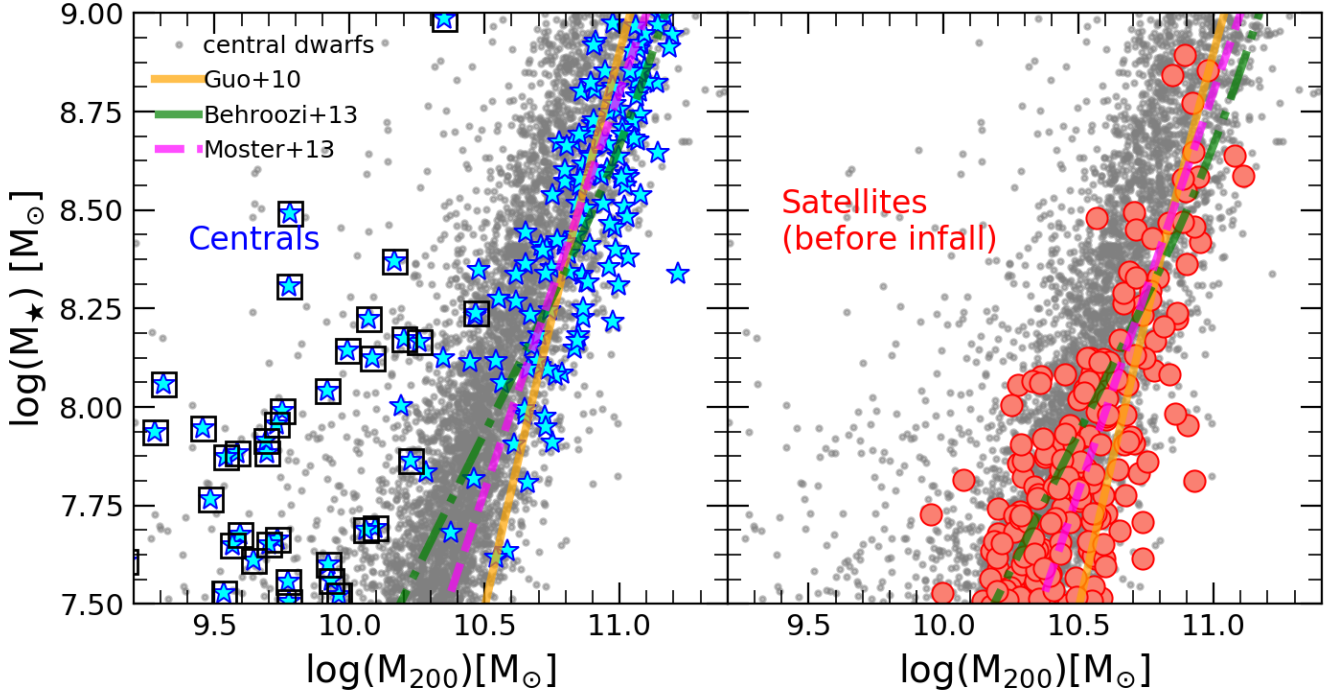 9.00
8.75
8.50
8.25
8.00
7.75
7.50
log(M★) [M⊙]
central dwarfs
Guo+10
Behroozi+13
Moster+13
Centrals
9.5 10.0 10.5 11.0
log(M200)[M⊙]
Satellites
(before infall)
9.5 10.0 10.5 11.0
log(M200)[M⊙]